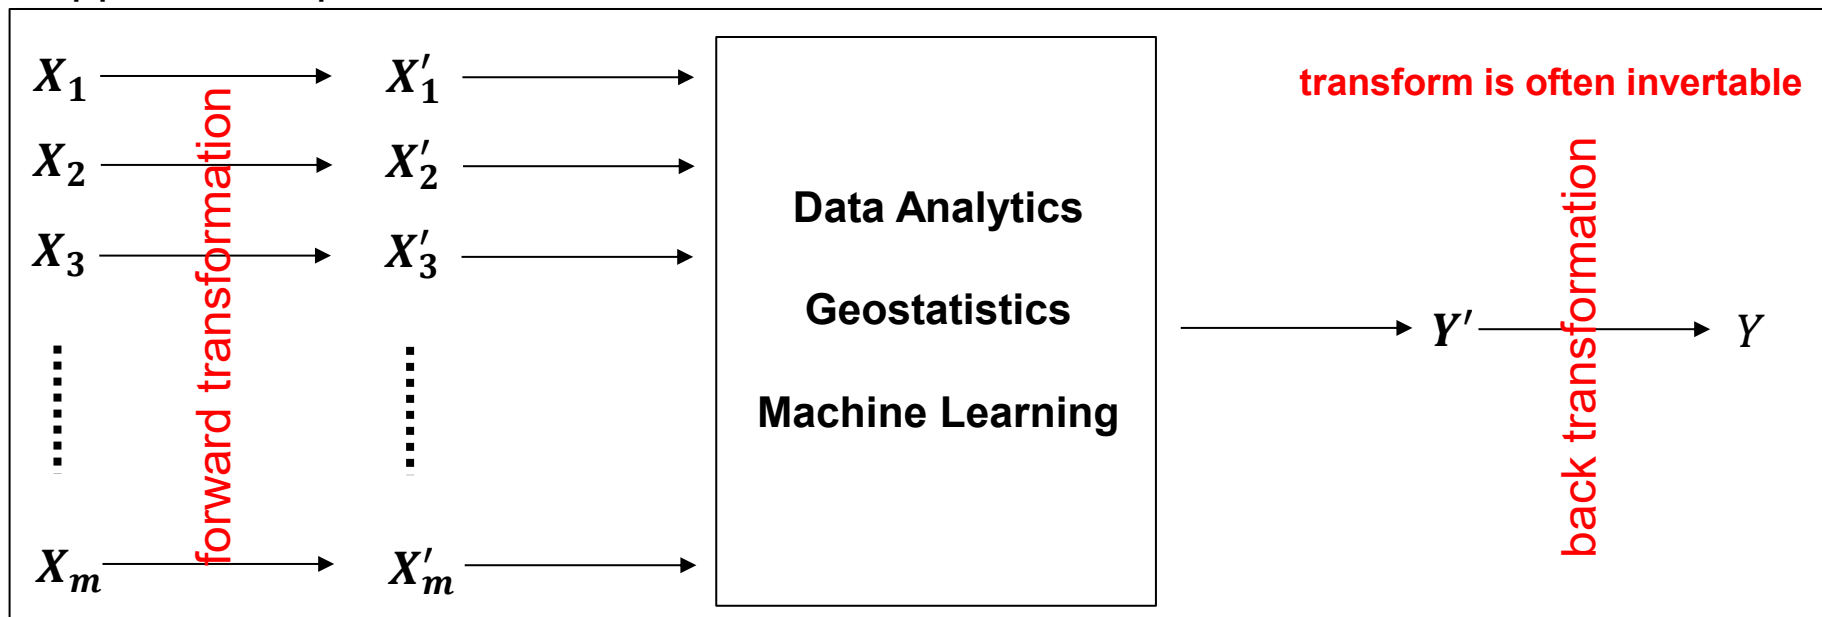 X₁ X′₁
transform is often invertable
X₂ X′₂
Data Analytics
X₃ X′₃
Geostatistics
Y′ Y
Machine Learning
Xₘ X′ₘ
forward transformation
back transformation